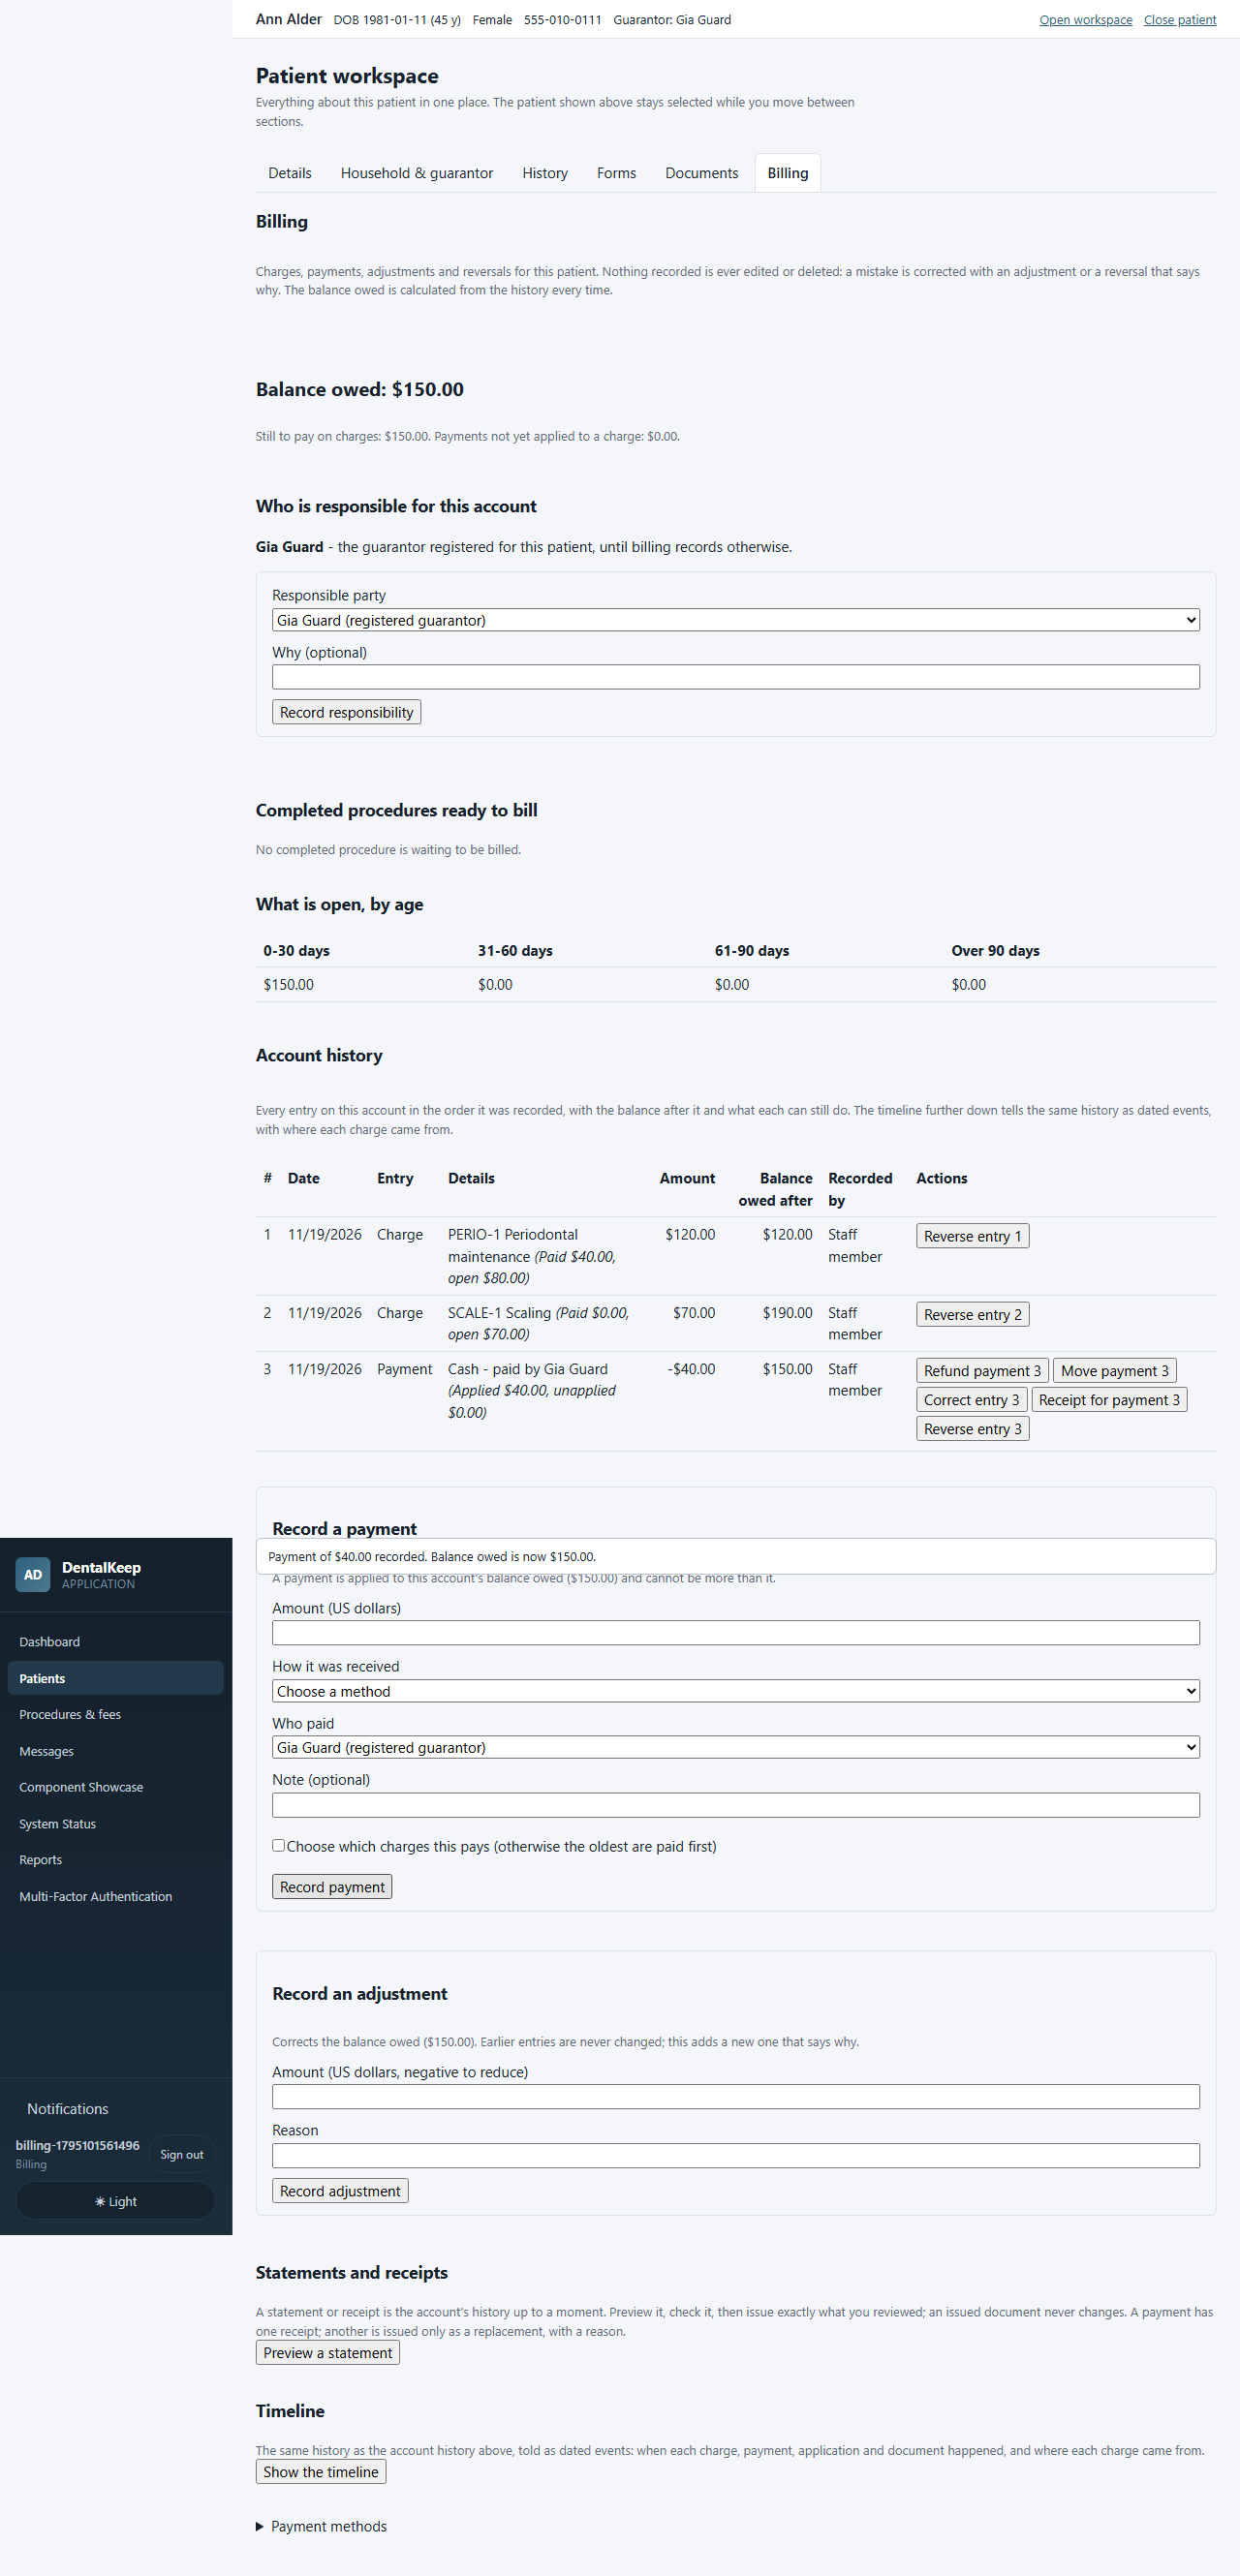 Ann Alder DOB 1981-01-11 (45 y) Female 555-010-0111 Guarantor: Gia Guard Open workspace Close patient
Patient workspace
Everything about this patient in one place. The patient shown above stays selected while you move between
sections.
Details Household & guarantor History Forms Documents Billing
Billing
Charges, payments, adjustments and reversals for this patient. Nothing recorded is ever edited or deleted: a mistake is corrected with an adjustment or a reversal that says
why. The balance owed is calculated from the history every time.
Balance owed: $150.00
Still to pay on charges: $150.00. Payments not yet applied to a charge: $0.00.
Who is responsible for this account
Gia Guard - the guarantor registered for this patient, until billing records otherwise.
Responsible party
Gia Guard (registered guarantor)
Why (optional)
Record responsibility
Completed procedures ready to bill
No completed procedure is waiting to be billed.
What is open, by age
0-30 days 31-60 days 61-90 days Over 90 days
$150.00 $0.00 $0.00 $0.00
Account history
Every entry on this account in the order it was recorded, with the balance after it and what each can still do. The timeline further down tells the same history as dated events,
with where each charge came from.
# Date Entry Details Amount Balance Recorded Actions
owed after by
1 11/19/2026 Charge PERIO-1 Periodontal $120.00 $120.00 Staff Reverse entry 1
maintenance (Paid $40.00, member
open $80.00)
2 11/19/2026 Charge SCALE-1 Scaling (Paid $0.00, $70.00 $190.00 Staff Reverse entry 2
open $70.00) member
3 11/19/2026 Payment Cash - paid by Gia Guard -$40.00 $150.00 Staff Refund payment 3 Move payment 3
(Applied $40.00, unapplied member Correct entry 3 Receipt for payment 3
$0.00) Reverse entry 3
Record a payment
Payment of $40.00 recorded. Balance owed is now $150.00.
A payment is applied to this account's balance owed ($150.00) and cannot be more than it.
Amount (US dollars)
How it was received
Choose a method
Who paid
Gia Guard (registered guarantor)
Note (optional)
Choose which charges this pays (otherwise the oldest are paid first)
Record payment
AD DentalKeep
APPLICATION
Dashboard
Patients
Procedures & fees
Messages
Component Showcase
System Status
Reports
Multi-Factor Authentication
Notifications
billing-1795101561496 Sign out
Billing
☀ Light
Record an adjustment
Corrects the balance owed ($150.00). Earlier entries are never changed; this adds a new one that says why.
Amount (US dollars, negative to reduce)
Reason
Record adjustment
Statements and receipts
A statement or receipt is the account's history up to a moment. Preview it, check it, then issue exactly what you reviewed; an issued document never changes. A payment has
one receipt; another is issued only as a replacement, with a reason.
Preview a statement
Timeline
The same history as the account history above, told as dated events: when each charge, payment, application and document happened, and where each charge came from.
Show the timeline
Payment methods